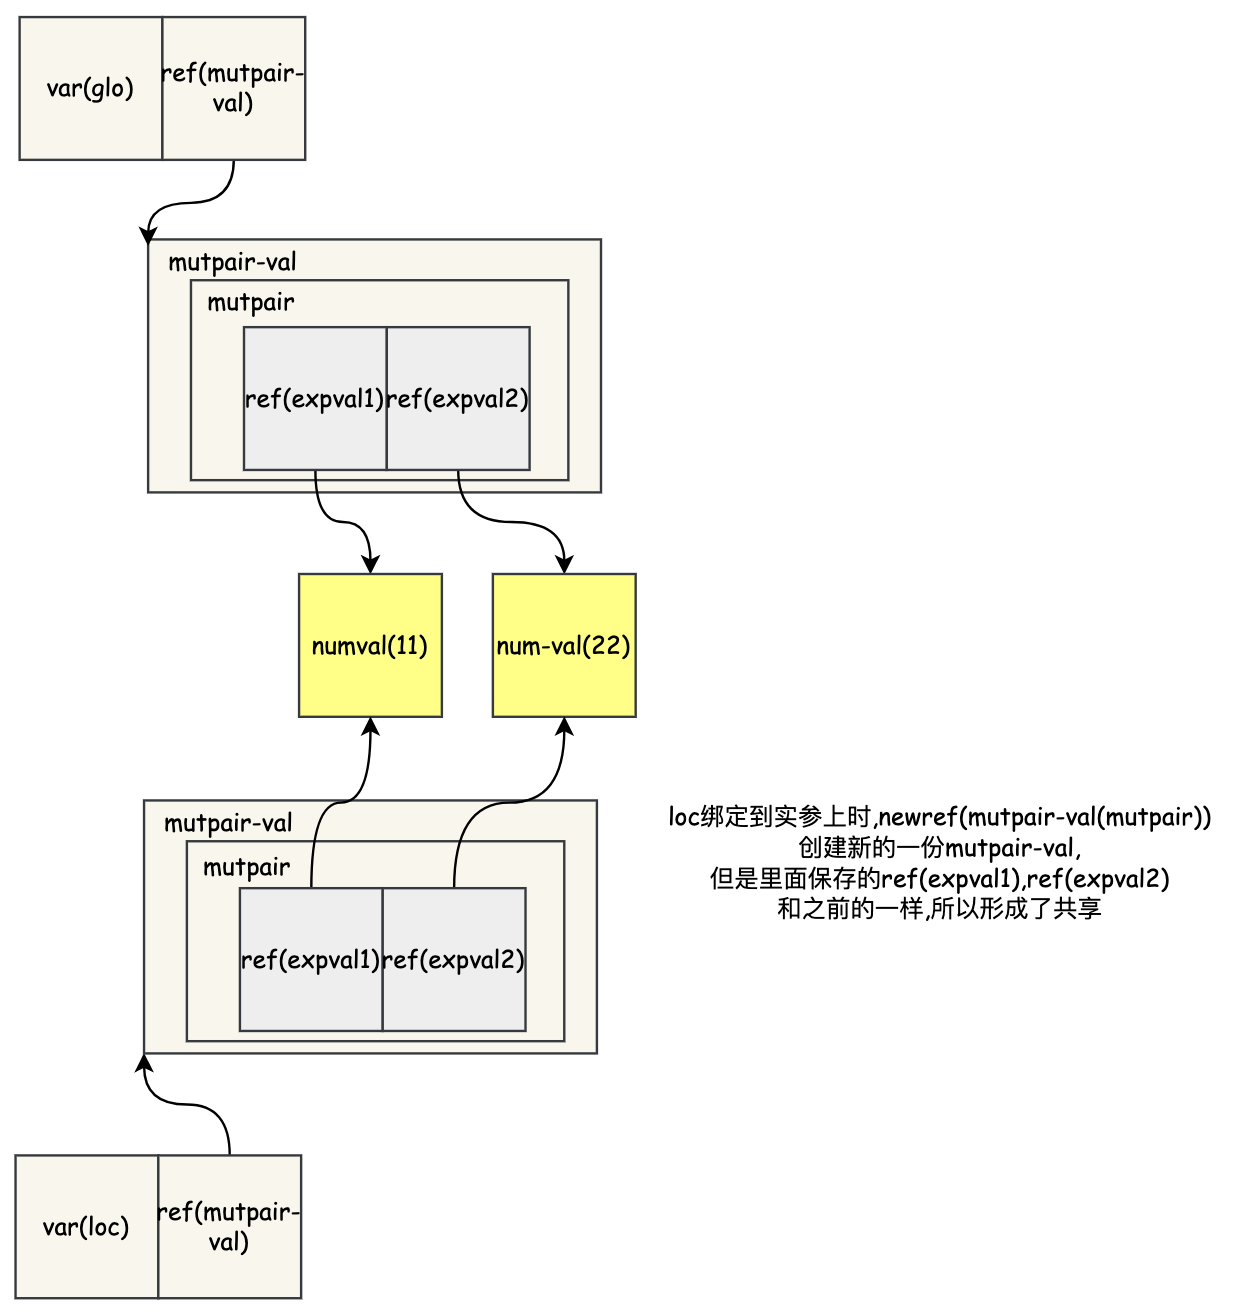 var(glo)
ref(mutpair-
val)
mutpair-val
mutpair
ref(expval1)
ref(expval2)
numval(11)
num-val(22)
mutpair-val
mutpair
ref(expval1)
ref(expval2)
loc绑定到实参上时,newref(mutpair-val(mutpair))
创建新的一份mutpair-val,
但是里面保存的ref(expval1),ref(expval2)
和之前的一样,所以形成了共享
var(loc)
ref(mutpair-
val)